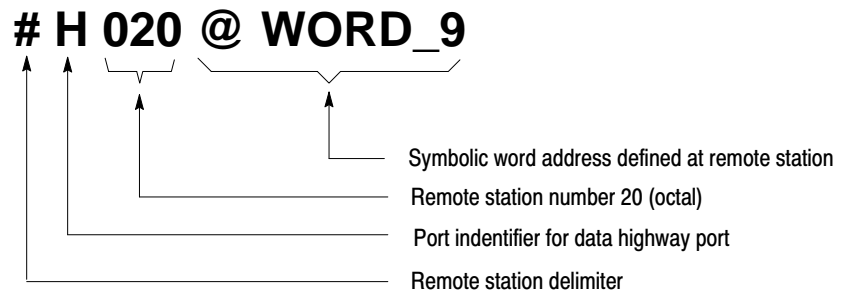 # H 020 @ WORD_9
Symbolic word address defined at remote station
Remote station number 20 (octal)
Port indentifier for data highway port
Remote station delimiter